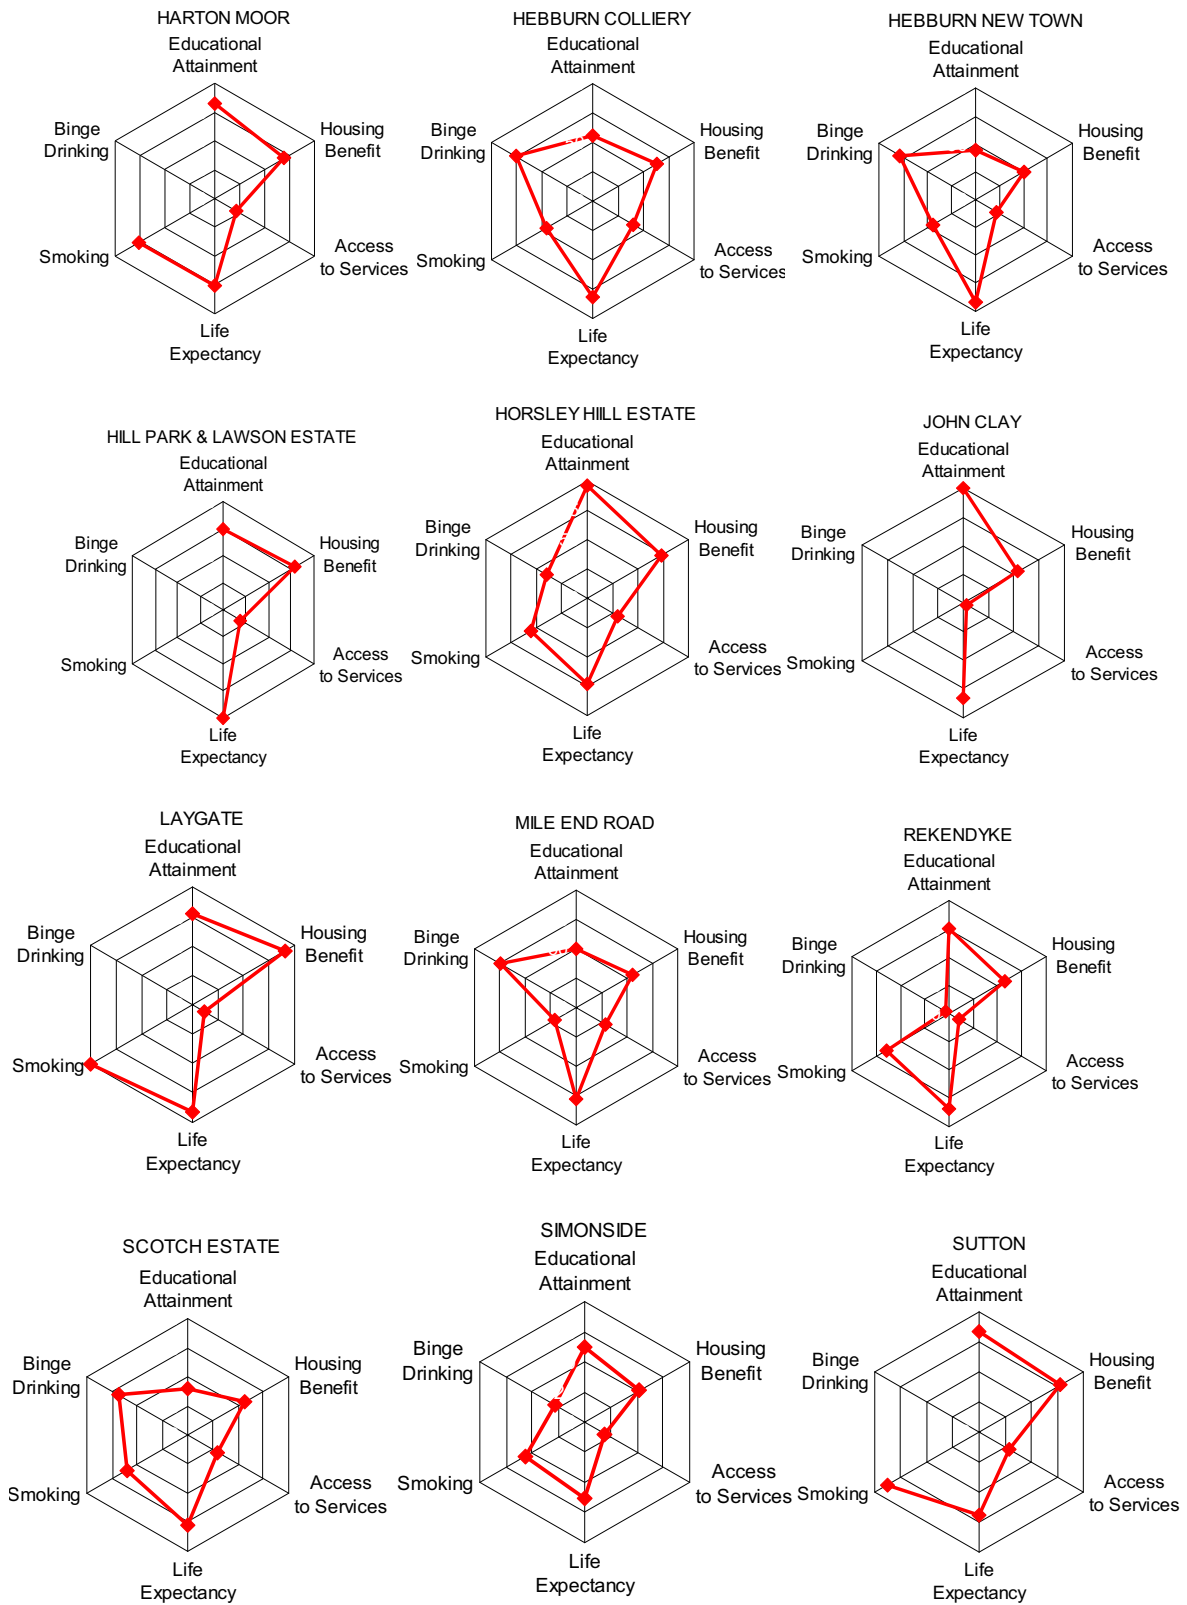 HARTON MOOR
Educational
Attainment
Binge
Drinking
Housing
Benefit
Smoking
Access
to Services
Life
Expectancy
HEBBURN COLLIERY
Educational
Attainment
Binge
Drinking
Housing
Benefit
Smoking
Access
to Services
Life
Expectancy
HEBBURN NEW TOWN
Educational
Attainment
Binge
Drinking
Housing
Benefit
Smoking
Access
to Services
Life
Expectancy
HILL PARK & LAWSON ESTATE
Educational
Attainment
Binge
Drinking
Housing
Benefit
Smoking
Access
to Services
Life
Expectancy
HORSLEY HIILL ESTATE
Educational
Attainment
Binge
Drinking
Housing
Benefit
Smoking
Access
to Services
Life
Expectancy
JOHN CLAY
Educational
Attainment
Binge
Drinking
Housing
Benefit
Smoking
Access
to Services
Life
Expectancy
LAYGATE
Educational
Attainment
Binge
Drinking
Housing
Benefit
Smoking
Access
to Services
Life
Expectancy
MILE END ROAD
Educational
Attainment
Binge
Drinking
Housing
Benefit
Smoking
Access
to Services
Life
Expectancy
REKENDYKE
Educational
Attainment
Binge
Drinking
Housing
Benefit
Smoking
Access
to Services
Life
Expectancy
SCOTCH ESTATE
Educational
Attainment
Binge
Drinking
Housing
Benefit
Smoking
Access
to Services
Life
Expectancy
SIMONSIDE
Educational
Attainment
Binge
Drinking
Housing
Benefit
Smoking
Access
to Services
Life
Expectancy
SUTTON
Educational
Attainment
Binge
Drinking
Housing
Benefit
Smoking
Access
to Services
Life
Expectancy